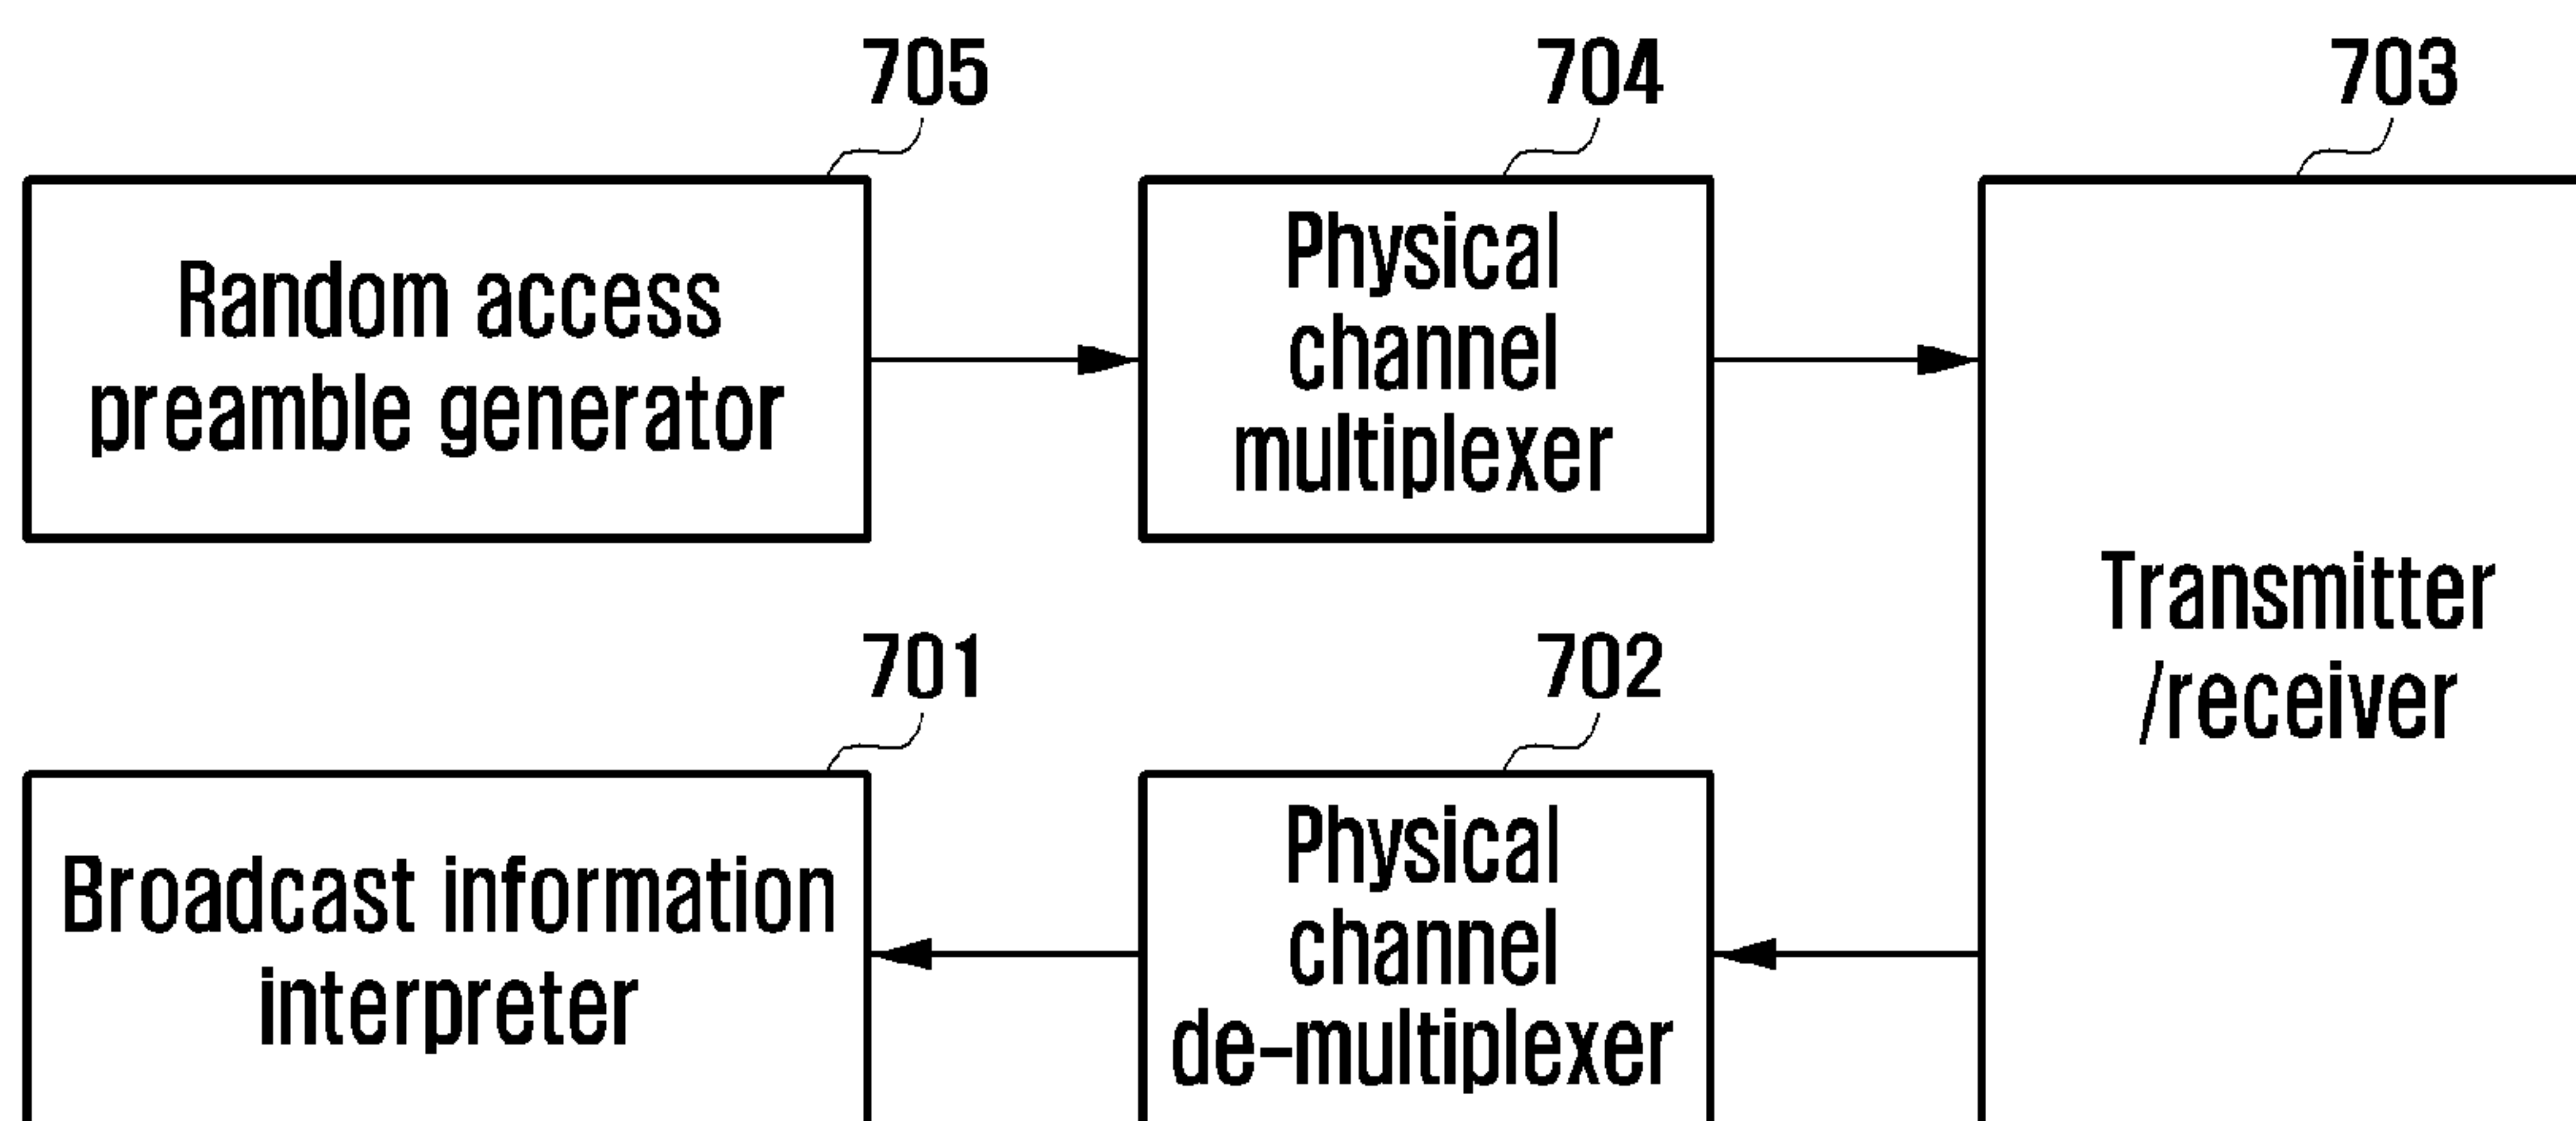 705
704
703
Random access
preamble generator
Physical
channel
multiplexer
Transmitter
/receiver
701
702
Broadcast information
interpreter
Physical
channel
de-multiplexer